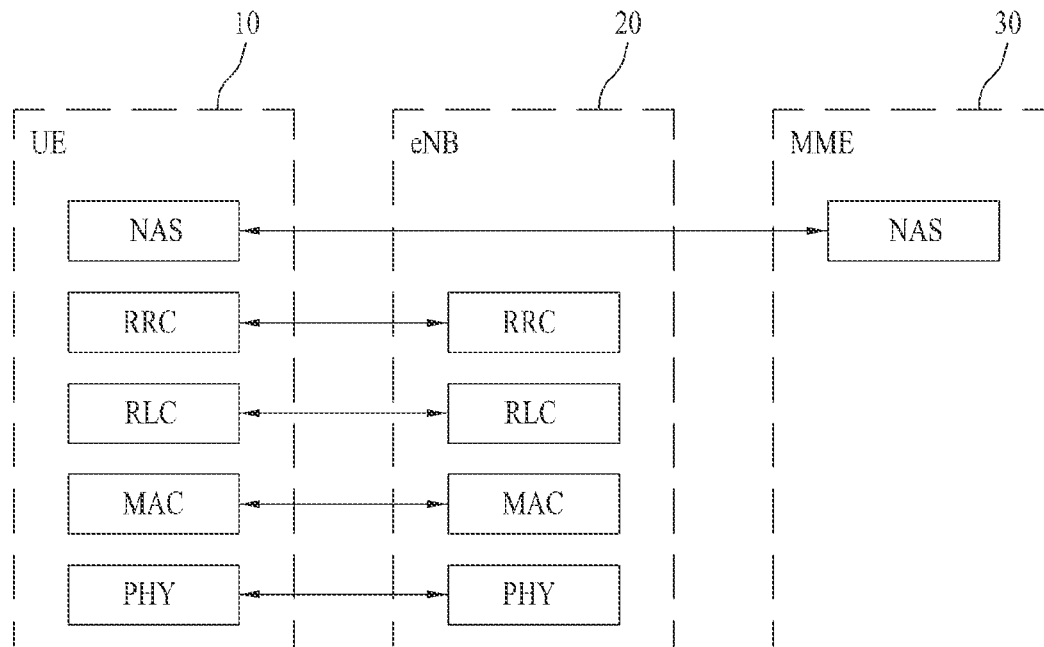 10 20 30
UE eNB MME
NAS NAS
RRC RRC
RLC RLC
MAC MAC
PHY PHY